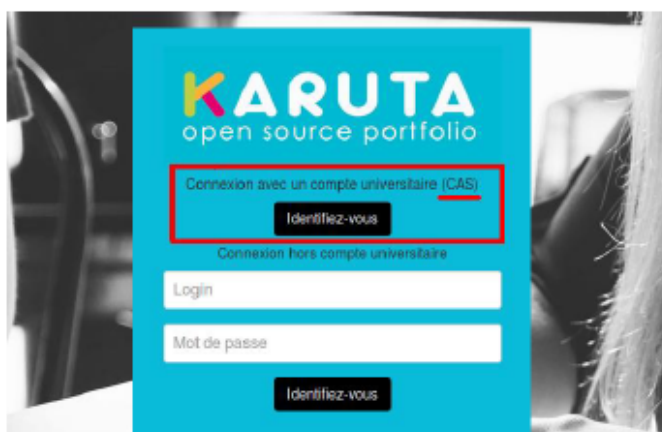 KARUTA
open source portfolio
Connexion avec un compte universitaire (CAS)
Identifiez-vous
Connexion hors compte universitaire
Login
Mot de passe
Identifiez-vous